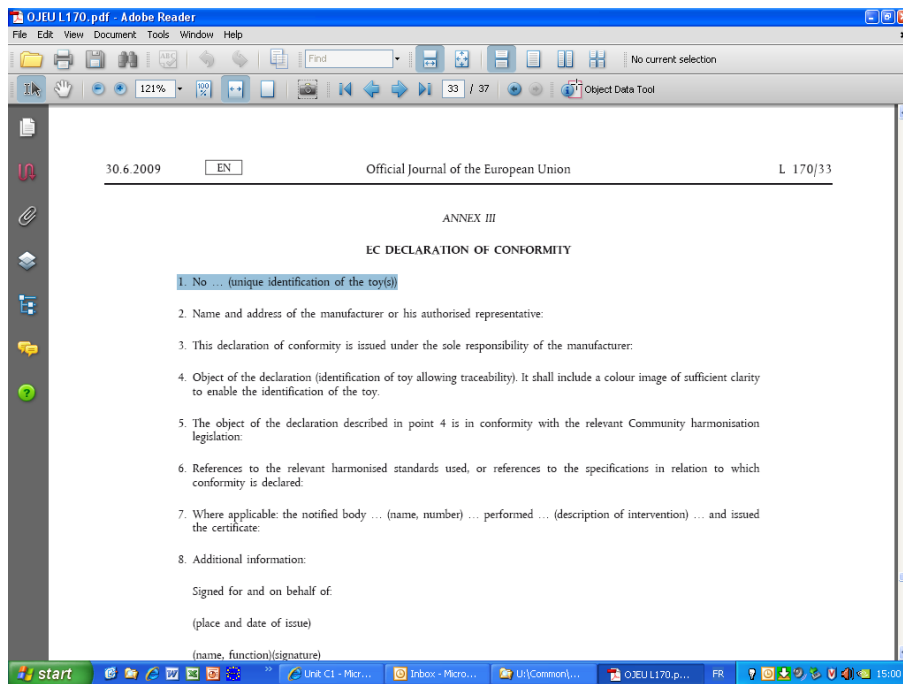 OJEU L170.pdf - Adobe Reader
File Edit View Document Tools Window Help
Find
No current selection
121%
33 / 37
Object Data Tool
30.6.2009 EN Official Journal of the European Union L 170/33
ANNEX III
EC DECLARATION OF CONFORMITY
1. No … (unique identification of the toy(s))
2. Name and address of the manufacturer or his authorised representative:
3. This declaration of conformity is issued under the sole responsibility of the manufacturer:
4. Object of the declaration (identification of toy allowing traceability). It shall include a colour image of sufficient clarity
to enable the identification of the toy.
5. The object of the declaration described in point 4 is in conformity with the relevant Community harmonisation
legislation:
6. References to the relevant harmonised standards used, or references to the specifications in relation to which
conformity is declared:
7. Where applicable: the notified body … (name, number) … performed … (description of intervention) … and issued
the certificate:
8. Additional information:
Signed for and on behalf of:
(place and date of issue)
(name, function)(signature)
start Unit C1 - Micr... Inbox - Micro... U:\Common\... OJEU L170.p... FR 15:00